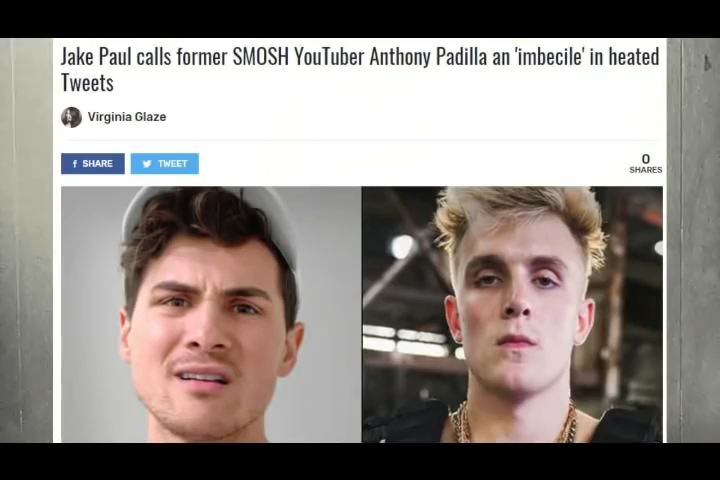 Jake Paul calls former SMOSH YouTuber Anthony Padilla an 'imbecile' in heated
Tweets
Virginia Glaze
f SHARE
TWEET
0
SHARES